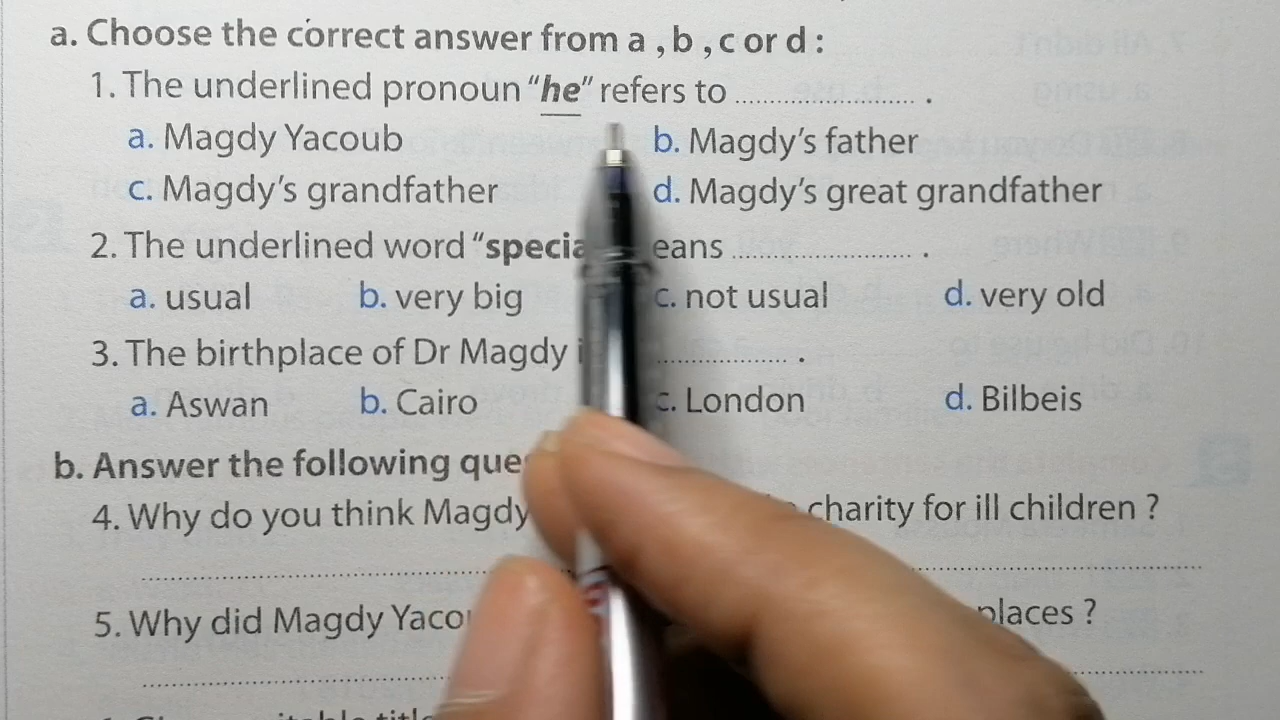 a. Choose the correct answer from a , b , c or d :
1. The underlined pronoun "he" refers to ........................ .
a. Magdy Yacoub b. Magdy's father
c. Magdy's grandfather d. Magdy's great grandfather
2. The underlined word "specia eans ........................ .
a. usual b. very big c. not usual d. very old
3. The birthplace of Dr Magdy i ................. .
a. Aswan b. Cairo c. London d. Bilbeis
b. Answer the following que
4. Why do you think Magdy charity for ill children ?
5. Why did Magdy Yacou places ?